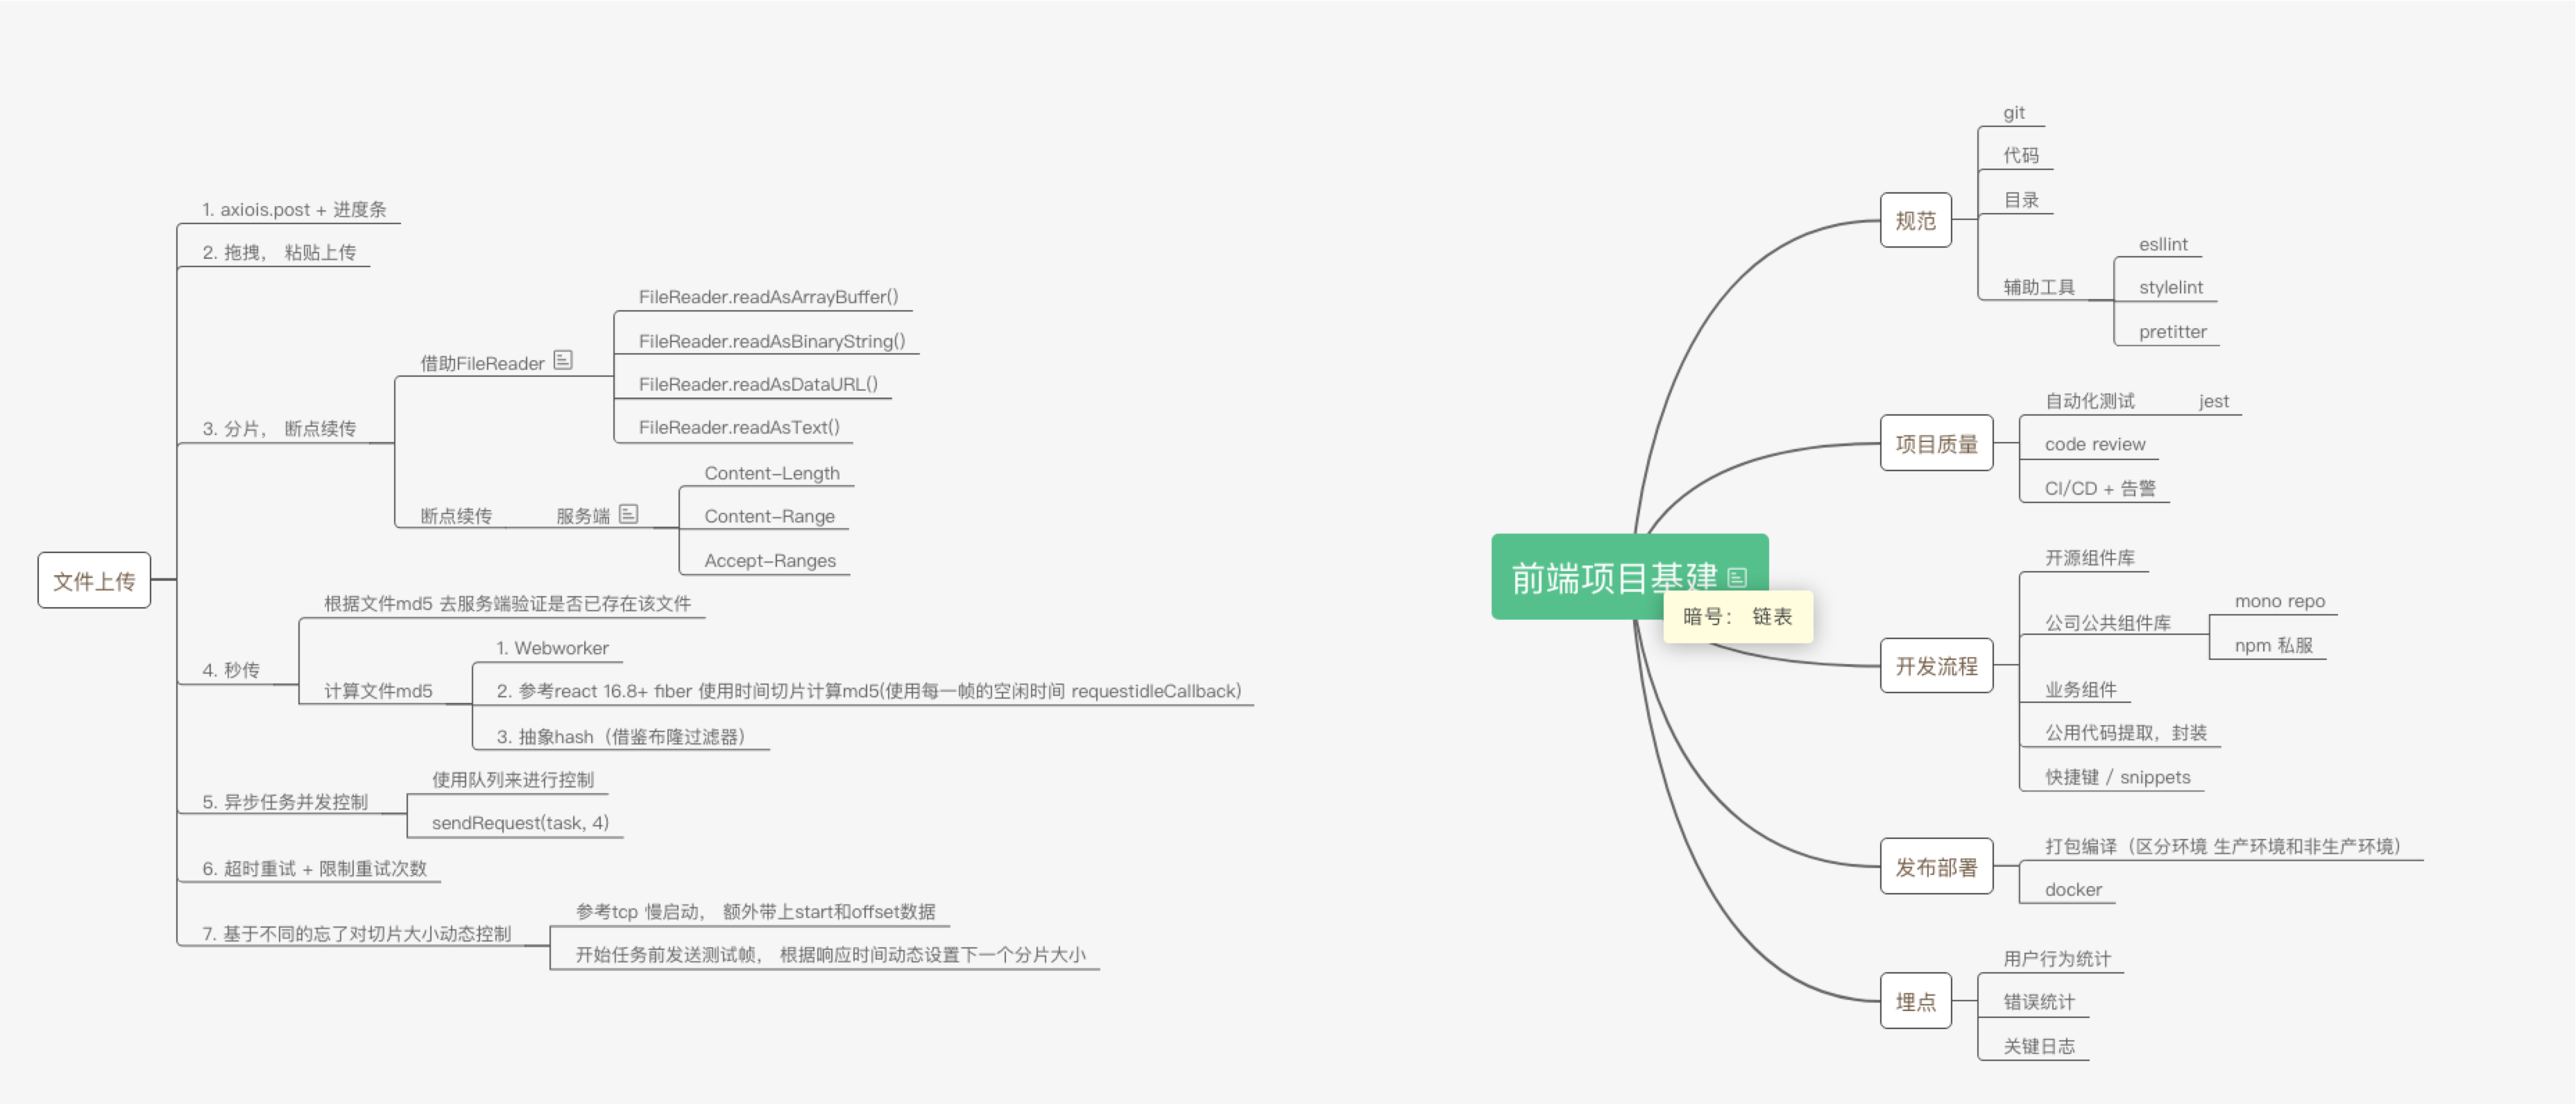 文件上传
1. axiois.post + 进度条
2. 拖拽， 粘贴上传
3. 分片， 断点续传
借助FileReader
FileReader.readAsArrayBuffer()
FileReader.readAsBinaryString()
FileReader.readAsDataURL()
FileReader.readAsText()
断点续传
服务端
Content-Length
Content-Range
Accept-Ranges
4. 秒传
根据文件md5 去服务端验证是否已存在该文件
计算文件md5
1. Webworker
2. 参考react 16.8+ fiber 使用时间切片计算md5(使用每一帧的空闲时间 requestidleCallback)
3. 抽象hash（借鉴布隆过滤器）
5. 异步任务并发控制
使用队列来进行控制
sendRequest(task, 4)
6. 超时重试 + 限制重试次数
7. 基于不同的忘了对切片大小动态控制
参考tcp 慢启动， 额外带上start和offset数据
开始任务前发送测试帧， 根据响应时间动态设置下一个分片大小
前端项目基建
暗号： 链表
规范
git
代码
目录
辅助工具
esllint
stylelint
pretitter
项目质量
自动化测试
jest
code review
CI/CD + 告警
开发流程
开源组件库
公司公共组件库
mono repo
npm 私服
业务组件
公用代码提取，封装
快捷键 / snippets
发布部署
打包编译（区分环境 生产环境和非生产环境）
docker
埋点
用户行为统计
错误统计
关键日志